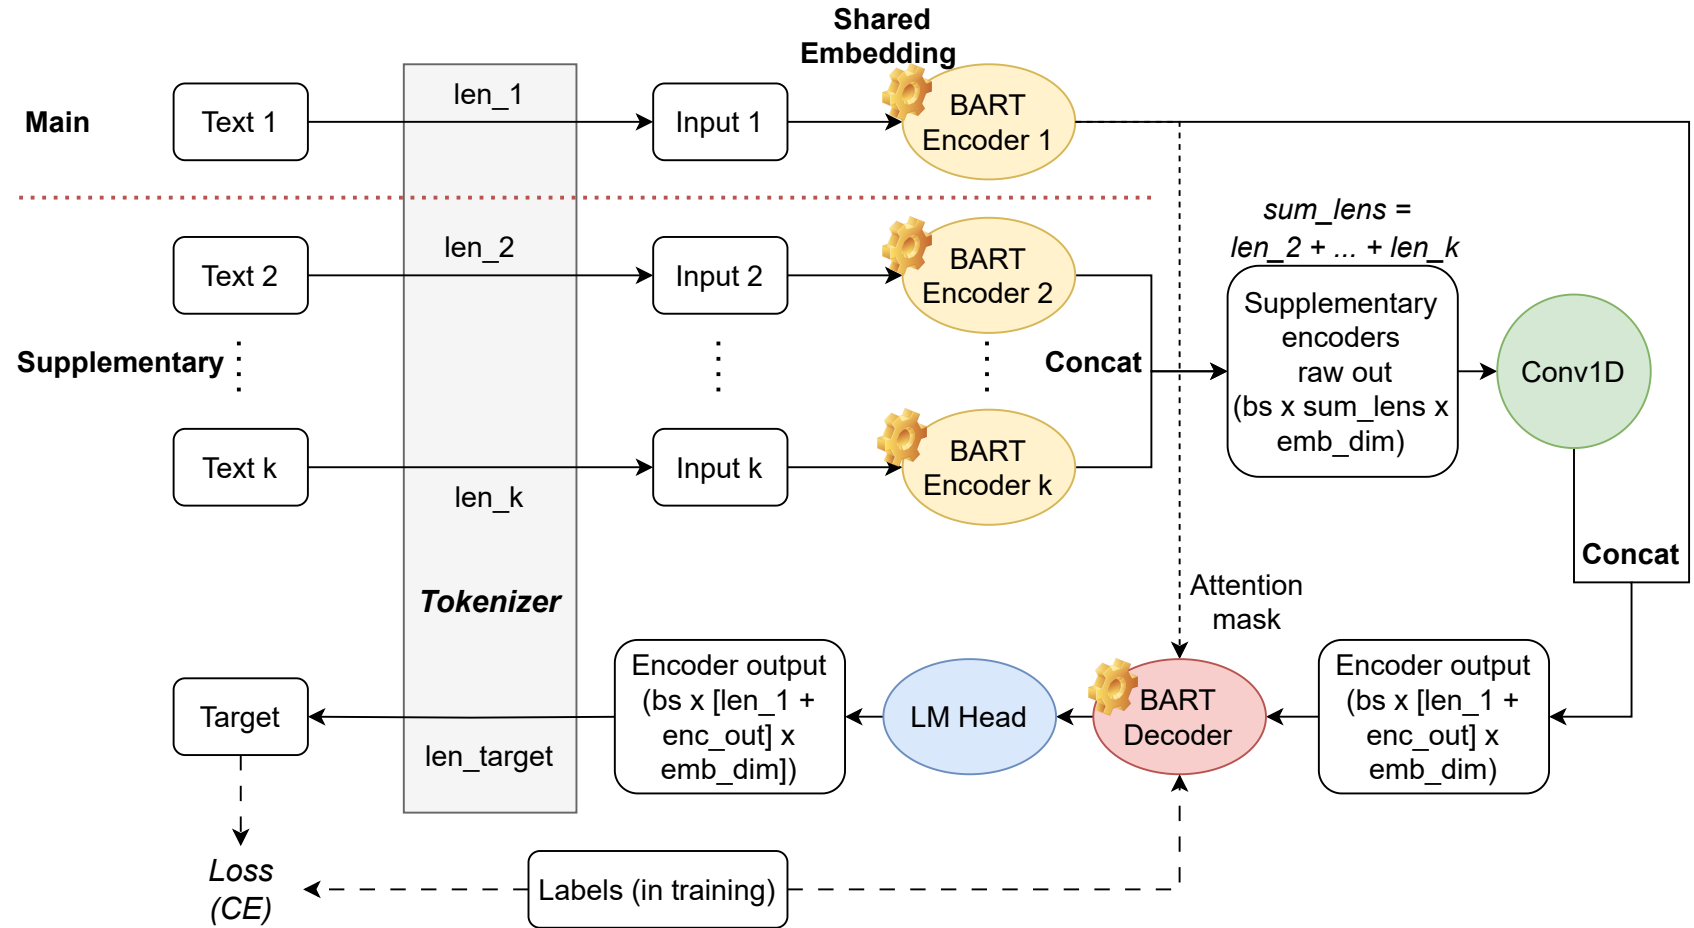 Shared
Embedding
Main
Text 1
len_1
Input 1
BART
Encoder 1
Text 2
len_2
Input 2
BART
Encoder 2
sum_lens =
len_2 + ... + len_k
Supplementary
Concat
Supplementary
encoders
raw out
(bs x sum_lens x
emb_dim)
Conv1D
Text k
len_k
Input k
BART
Encoder k
Concat
Tokenizer
Attention
mask
Target
len_target
Encoder output
(bs x [len_1 +
enc_out] x
emb_dim])
LM Head
BART
Decoder
Encoder output
(bs x [len_1 +
enc_out] x
emb_dim)
Loss
(CE)
Labels (in training)